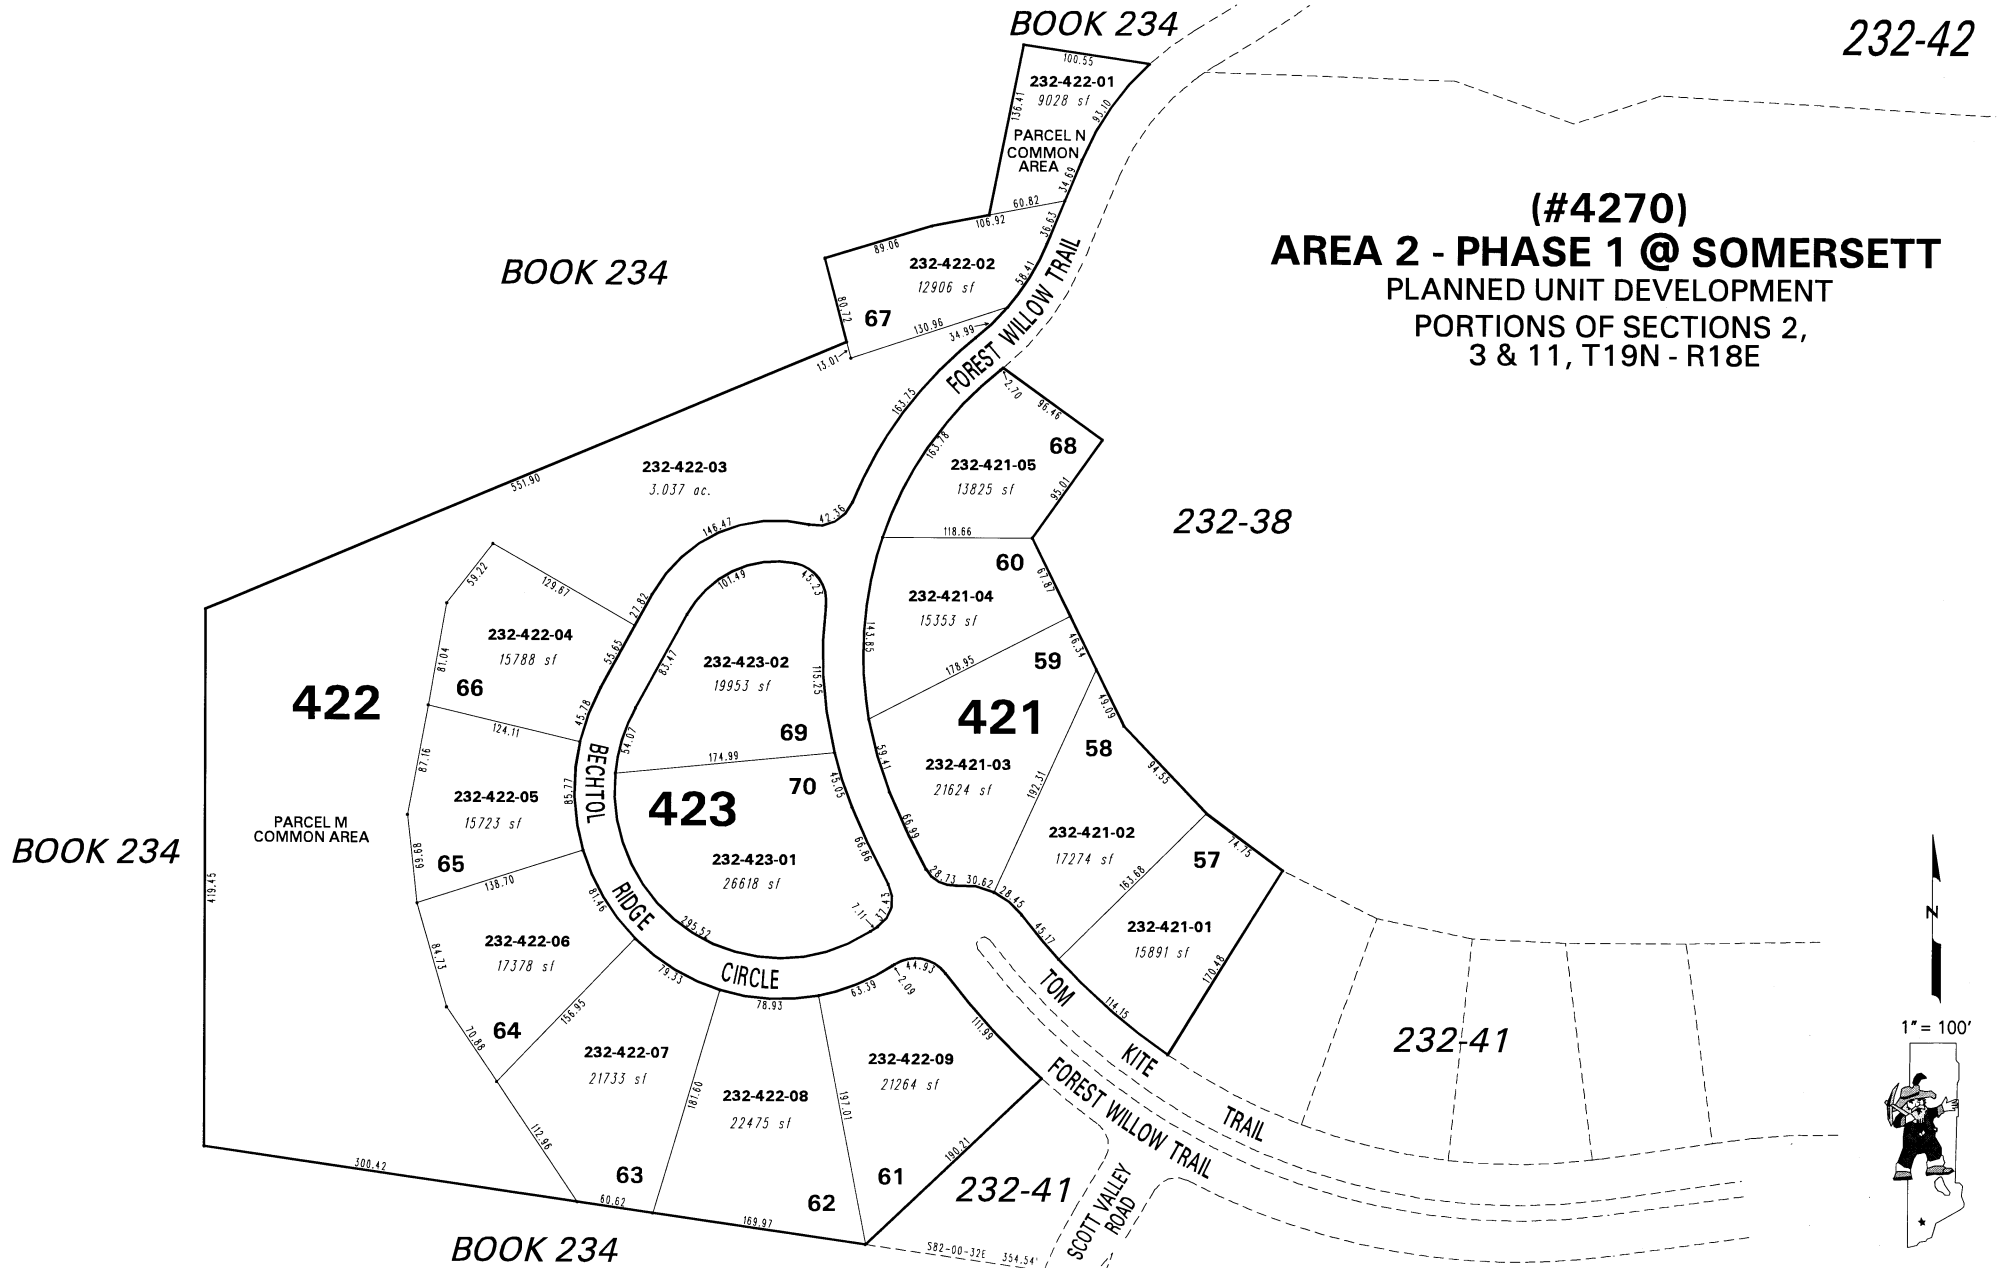 BOOK 234
232-42
100.55
232-422-01
9028 sf
136.41
93.10
PARCEL N
COMMON
AREA
34.69
60.82
106.92
36.63
(#4270)
AREA 2 - PHASE 1 @ SOMERSETT
PLANNED UNIT DEVELOPMENT
PORTIONS OF SECTIONS 2,
3 & 11, T19N - R18E
BOOK 234
89.06
232-422-02
12906 sf
58.41
80.72
67
130.96
34.99
13.01
FOREST WILLOW TRAIL
163.75
2.70
96.46
68
163.78
232-421-05
13825 sf
95.01
232-422-03
3.037 ac.
551.90
146.47
42.36
118.66
232-38
60
67.87
59.22
129.67
27.82
101.49
45.23
232-421-04
15353 sf
143.85
232-422-04
15788 sf
55.65
81.04
66
83.47
232-423-02
19953 sf
115.25
178.95
59
46.34
422
45.78
124.11
54.07
69
174.99
421
49.09
58
59.41
87.16
BECHTOL
85.77
70
45.05
232-421-03
21624 sf
192.31
94.55
232-422-05
15723 sf
423
PARCEL M
COMMON AREA
BOOK 234
69.68
65
138.70
232-423-01
26618 sf
66.86
66.99
232-421-02
17274 sf
57
74.75
163.68
419.45
81.46
RIDGE
295.52
7.11
37.43
28.73
30.62
28.45
45.17
232-421-01
15891 sf
170.48
232-422-06
17378 sf
84.73
79.33
CIRCLE
78.93
63.39
44.93
2.09
TOM
114.15
N
1" = 100'
70.88
64
156.95
111.99
232-422-07
21733 sf
181.60
232-422-08
22475 sf
232-422-09
21264 sf
197.01
KITE
232-41
FOREST WILLOW TRAIL
TRAIL
112.96
190.21
300.42
63
60.62
62
61
169.97
232-41
SCOTT VALLEY
ROAD
BOOK 234
S82-00-32E 354.54'